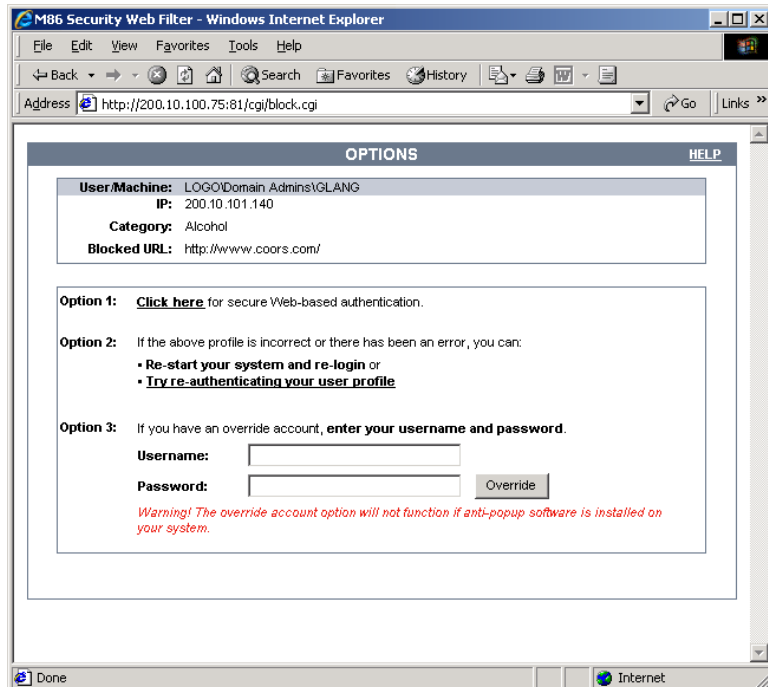 M86 Security Web Filter - Windows Internet Explorer
File Edit View Favorites Tools Help
Back Search Favorites History
Address http://200.10.100.75:81/cgi/block.cgi Go Links »
OPTIONS HELP
User/Machine: LOGO\Domain Admins\GLANG
IP: 200.10.101.140
Category: Alcohol
Blocked URL: http://www.coors.com/
Option 1: Click here for secure Web-based authentication.
Option 2: If the above profile is incorrect or there has been an error, you can:
• Re-start your system and re-login or
• Try re-authenticating your user profile
Option 3: If you have an override account, enter your username and password.
Username:
Password: Override
Warning! The override account option will not function if anti-popup software is installed on
your system.
Done Internet